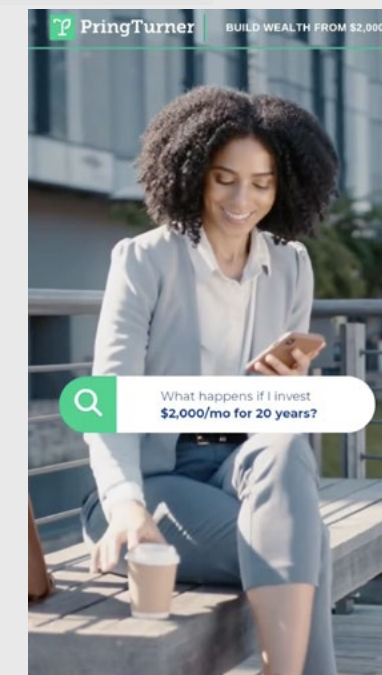 PringTurner
BUILD WEALTH FROM $2,000
What happens if I invest
$2,000/mo for 20 years?